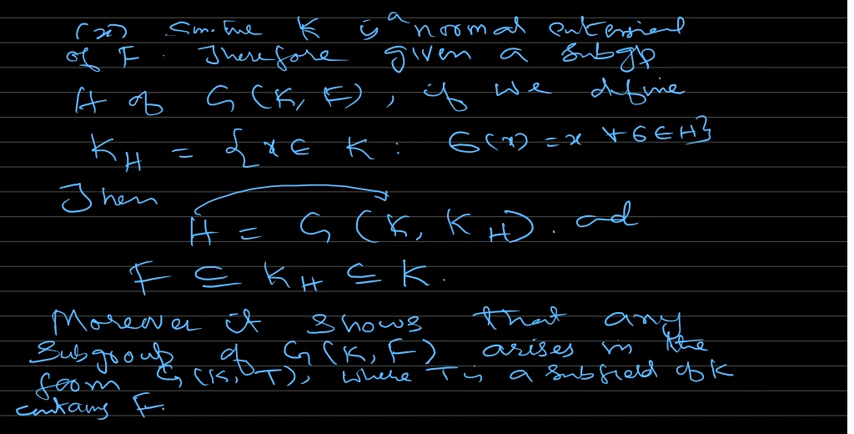 (x) Since K is a normal extension
of F. Therefore given a subgp
H of G(K, F), if we define
K_H = {x ∈ K : σ(x) = x ∀ σ ∈ H}
Then
H = G(K, K_H). and
F ⊆ K_H ⊆ K.
Moreover it shows that any
subgroup of G(K, F) arises in the
form G(K, T), where T is a subfield of K
contains F.